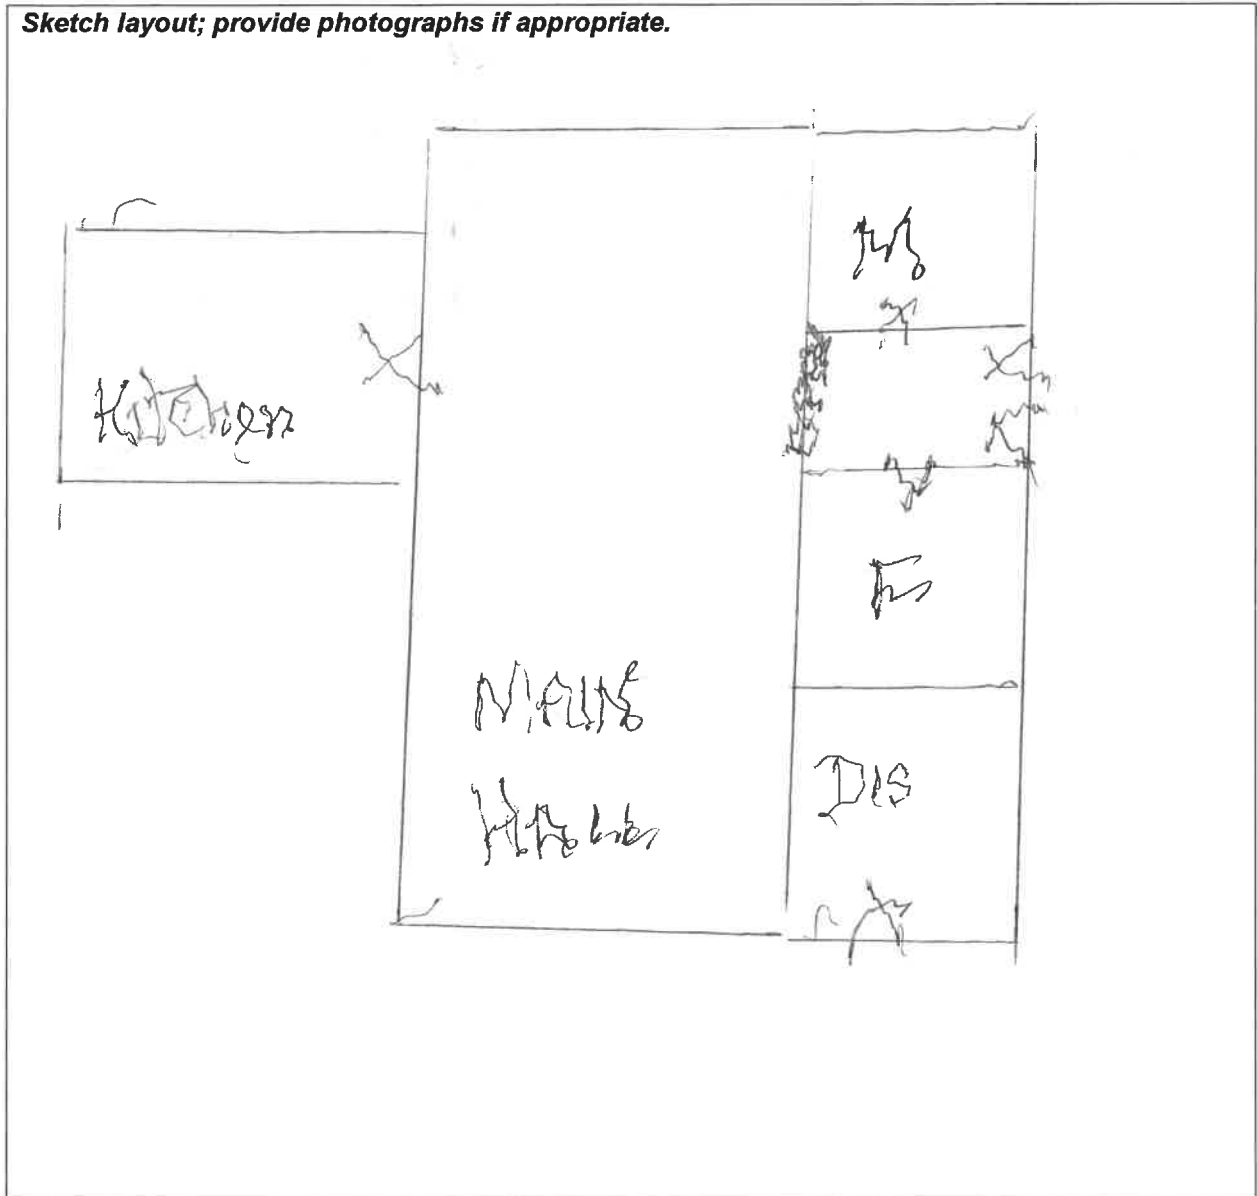 Sketch layout; provide photographs if appropriate.
M
Kitchen
F
Main
Hall
Dis